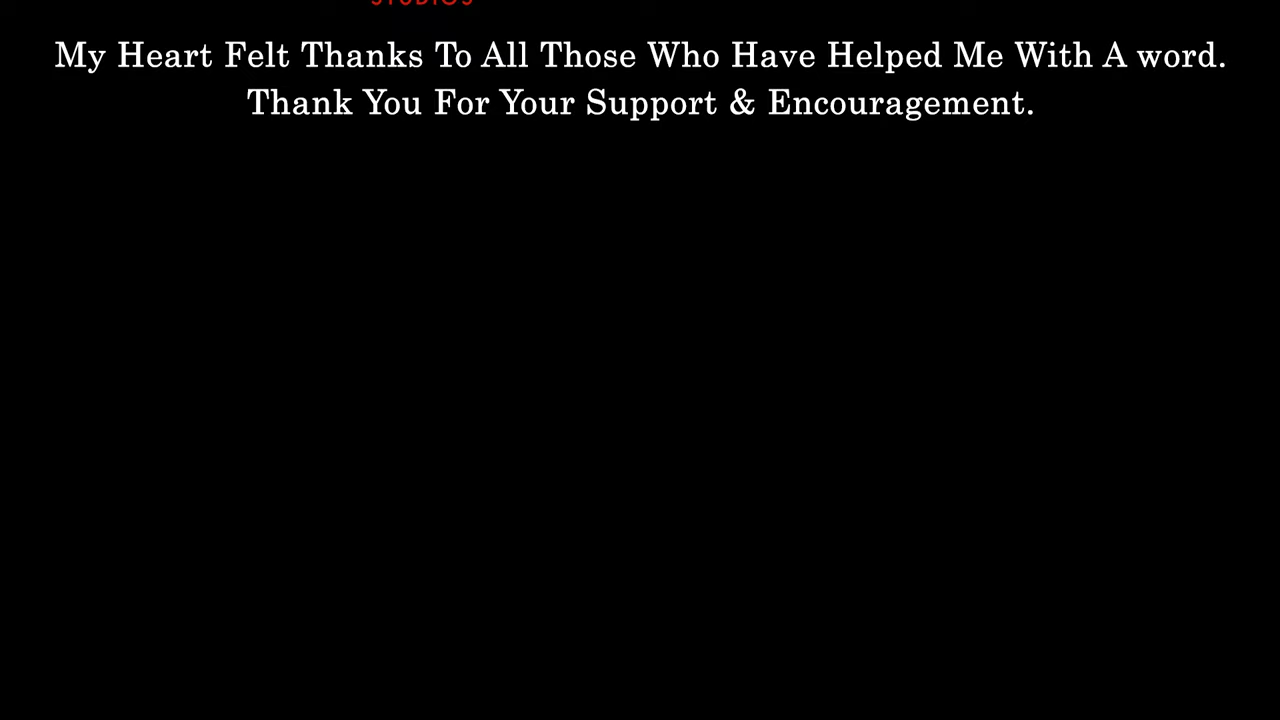 STUDIOS
My Heart Felt Thanks To All Those Who Have Helped Me With A word.
Thank You For Your Support & Encouragement.